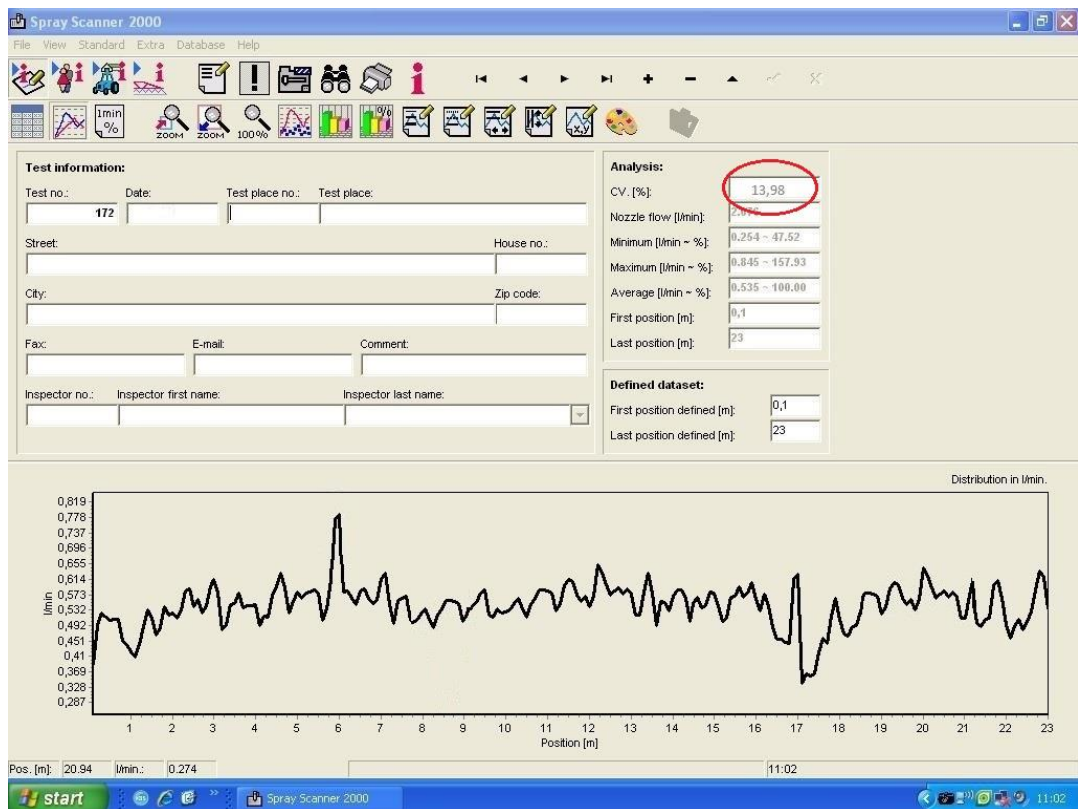 Spray Scanner 2000
File View Standard Extra Database Help
1min
%
ZOOM ZOOM 100% % x,y
Test information:
Test no.: Date: Test place no.: Test place:
172
Street: House no.:
City: Zip code:
Fax: E-mail: Comment:
Inspector no.: Inspector first name: Inspector last name:
Analysis:
CV. [%]: 13,98
Nozzle flow [l/min]:
Minimum [l/min ~ %]: 0.254 ~ 47.52
Maximum [l/min ~ %]: 0.845 ~ 157.93
Average [l/min ~ %]: 0.535 ~ 100.00
First position [m]: 0,1
Last position [m]: 23
Defined dataset:
First position defined [m]: 0,1
Last position defined [m]: 23
Distribution in l/min.
0,819
0,778
0,737
0,696
0,655
0,614
0,573
0,532
0,492
0,451
0,41
0,369
0,328
0,287
l/min
1 2 3 4 5 6 7 8 9 10 11 12 13 14 15 16 17 18 19 20 21 22 23
Position [m]
Pos. [m]: 20.94 l/min.: 0.274 11:02
start Spray Scanner 2000 11:02